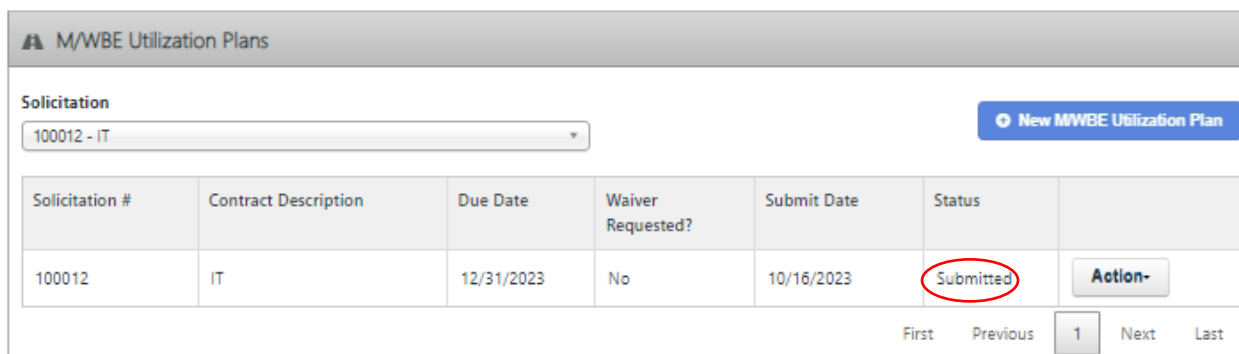 M/WBE Utilization Plans
Solicitation
100012 - IT
New M/WBE Utilization Plan
Solicitation # Contract Description Due Date Waiver Requested? Submit Date Status
100012 IT 12/31/2023 No 10/16/2023 Submitted Action-
First Previous 1 Next Last